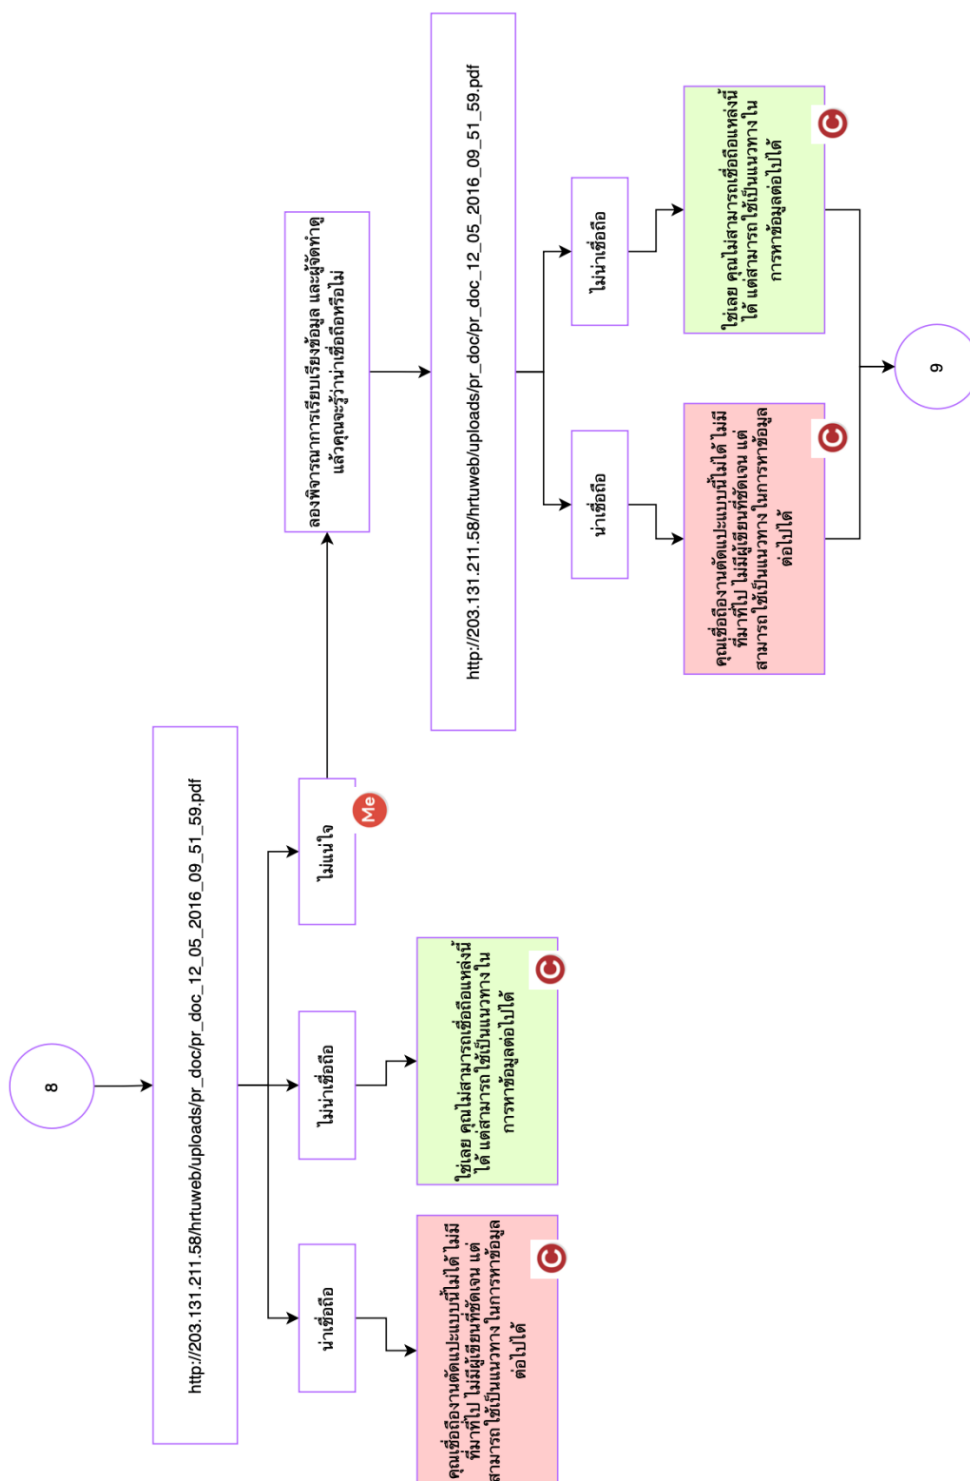 8
http://203.131.211.58/hrtuweb/uploads/pr_doc/pr_doc_12_05_2016_09_51_59.pdf
น่าเชื่อถือ
ไม่น่าเชื่อถือ
ไม่แน่ใจ
Me
คุณเชื่อถืองานตัดแปะแบบนี้ไม่ได้ ไม่มี
ที่มาที่ไป ไม่มีผู้เขียนที่ชัดเจน แต่
สามารถใช้เป็นแนวทางในการหาข้อมูล
ต่อไปได้
C
ใช่เลย คุณไม่สามารถเชื่อถือแหล่งนี้
ได้ แต่สามารถใช้เป็นแนวทางใน
การหาข้อมูลต่อไปได้
C
ลองพิจารณาการเรียบเรียงข้อมูล และผู้จัดทำดู
แล้วคุณจะรู้ว่าน่าเชื่อถือหรือไม่
http://203.131.211.58/hrtuweb/uploads/pr_doc/pr_doc_12_05_2016_09_51_59.pdf
น่าเชื่อถือ
ไม่น่าเชื่อถือ
คุณเชื่อถืองานตัดแปะแบบนี้ไม่ได้ ไม่มี
ที่มาที่ไป ไม่มีผู้เขียนที่ชัดเจน แต่
สามารถใช้เป็นแนวทางในการหาข้อมูล
ต่อไปได้
C
ใช่เลย คุณไม่สามารถเชื่อถือแหล่งนี้
ได้ แต่สามารถใช้เป็นแนวทางใน
การหาข้อมูลต่อไปได้
C
9